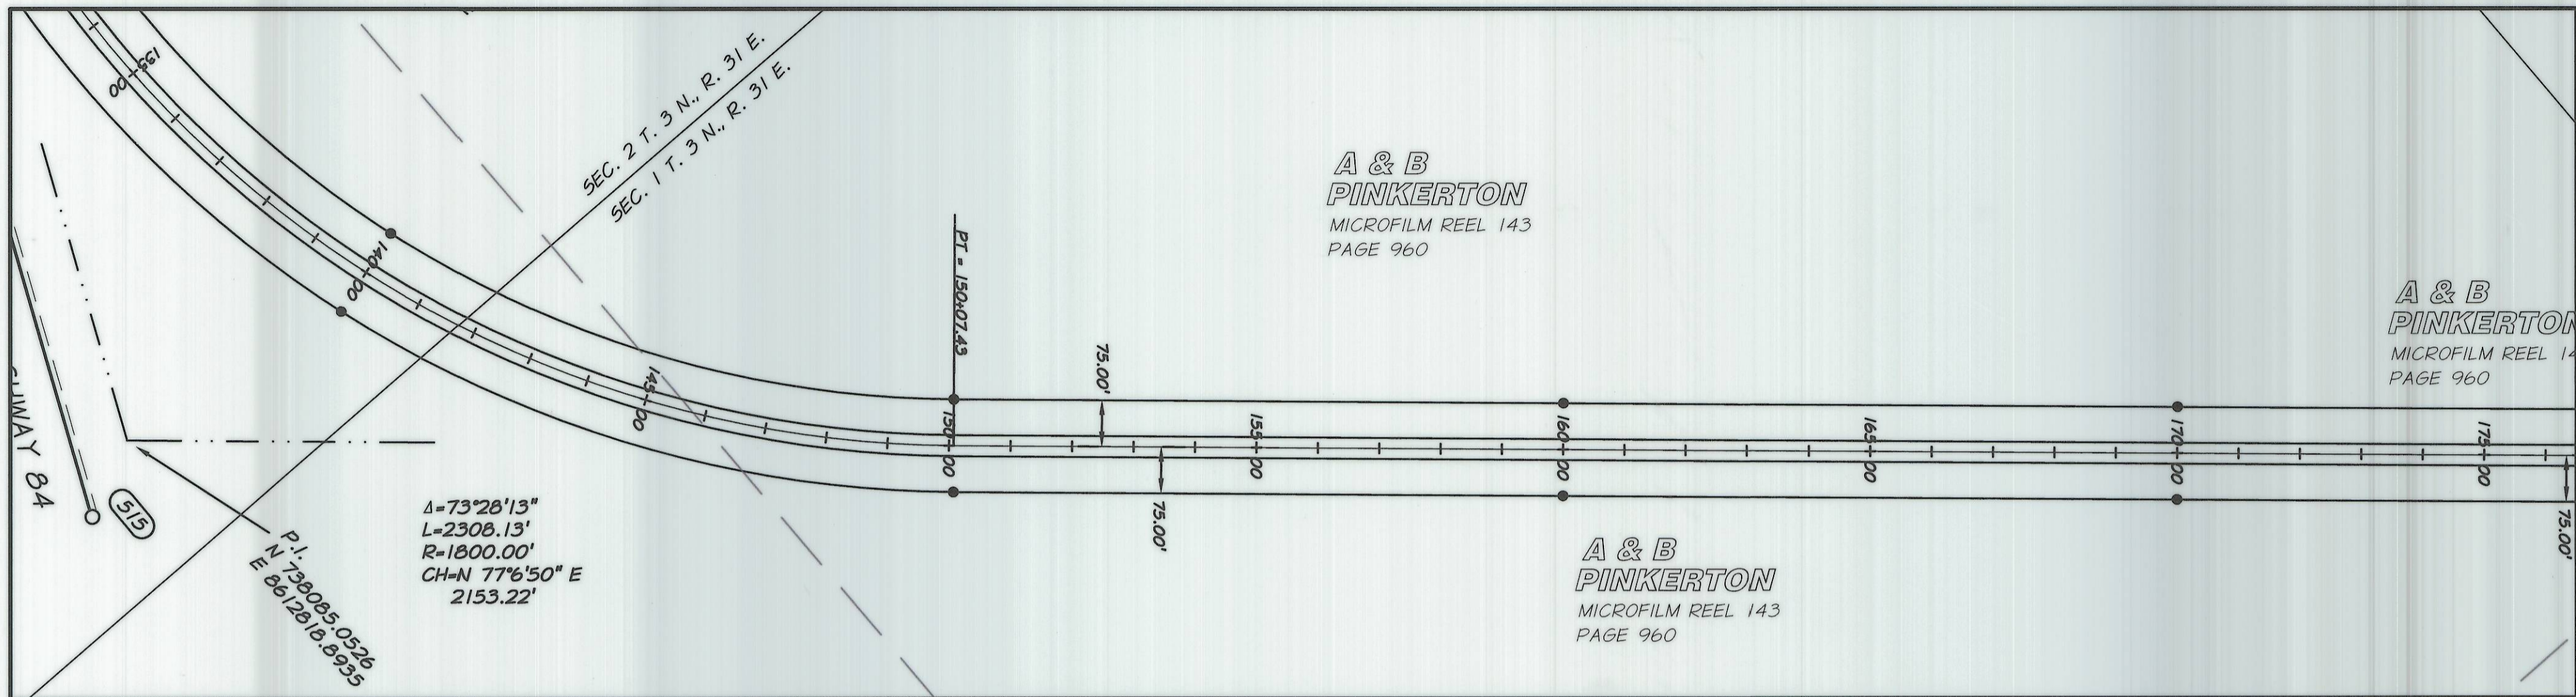 135+00
SEC. 2 T. 3 N., R. 31 E.
SEC. 1 T. 3 N., R. 31 E.
140+00
145+00
PT = 150+07.43
150+00
75.00'
75.00'
155+00
160+00
165+00
170+00
175+00
75.00'
A & B
PINKERTON
MICROFILM REEL 143
PAGE 960
A & B
PINKERTON
MICROFILM REEL 14
PAGE 960
A & B
PINKERTON
MICROFILM REEL 143
PAGE 960
HWAY 84
515
P.I.
N 738085.0526
E 8612818.8935
Δ=73°28'13"
L=2308.13'
R=1800.00'
CH=N 77°6'50" E
2153.22'